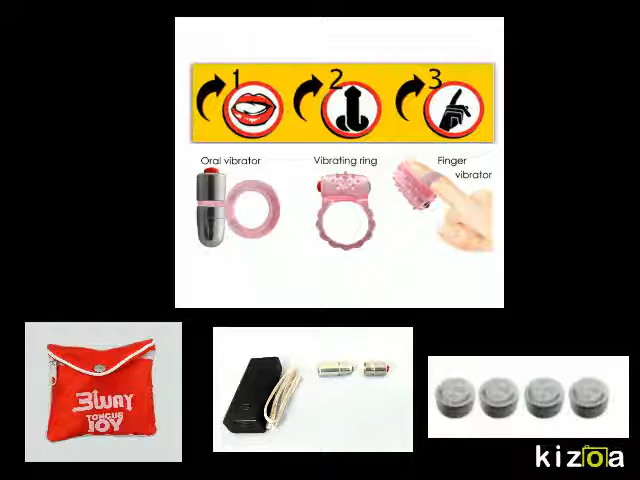 1 2 3
Oral vibrator
Vibrating ring
Finger
vibrator
3WAY
TONGUE
JOY
kizoa